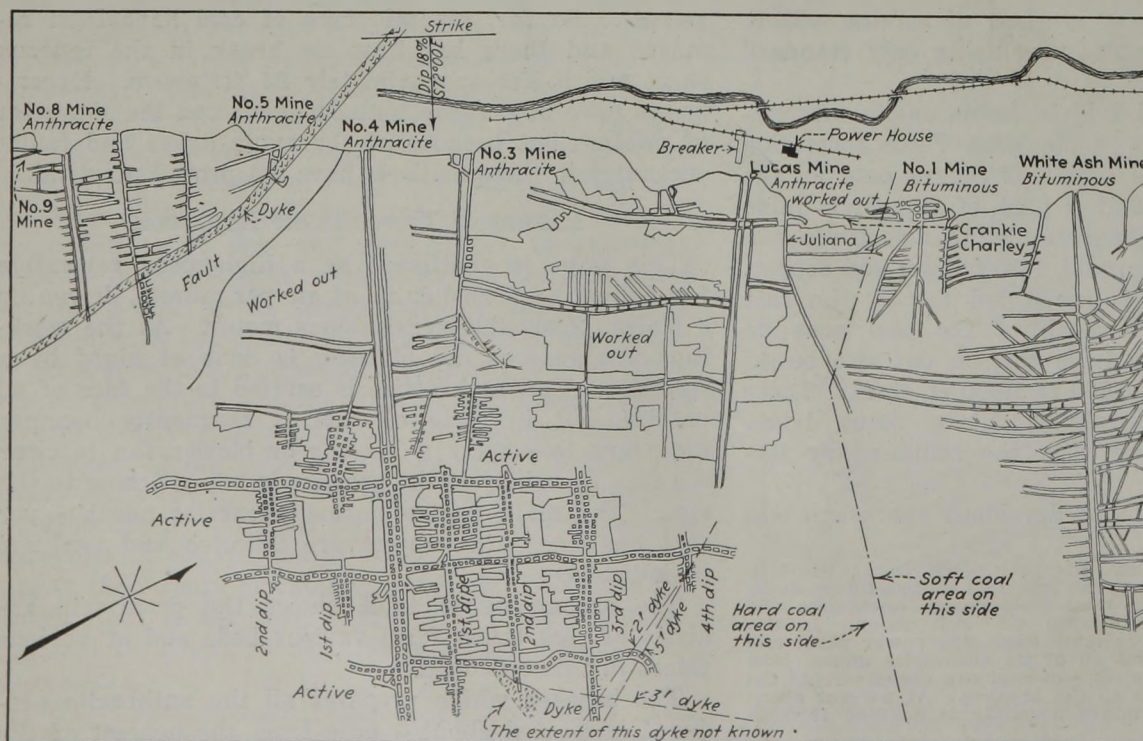 Strike
Dip 18%
S72°00'E
No.8 Mine
Anthracite
No.5 Mine
Anthracite
No.4 Mine
Anthracite
No.3 Mine
Anthracite
Breaker
Power House
Lucas Mine
Anthracite
worked out
No.1 Mine
Bituminous
White Ash Mine
Bituminous
No.9
Mine
Dyke
Fault
Juliana
Crankie
Charley
Worked out
Worked
out
Active
Active
2nd dip
1st dip
1st dipe
2nd dip
3rd dip
2' dyke
5' dyke
4th dip
Hard coal
area on
this side
Soft coal
area on
this side
Active
Dyke
3' dyke
The extent of this dyke not known.